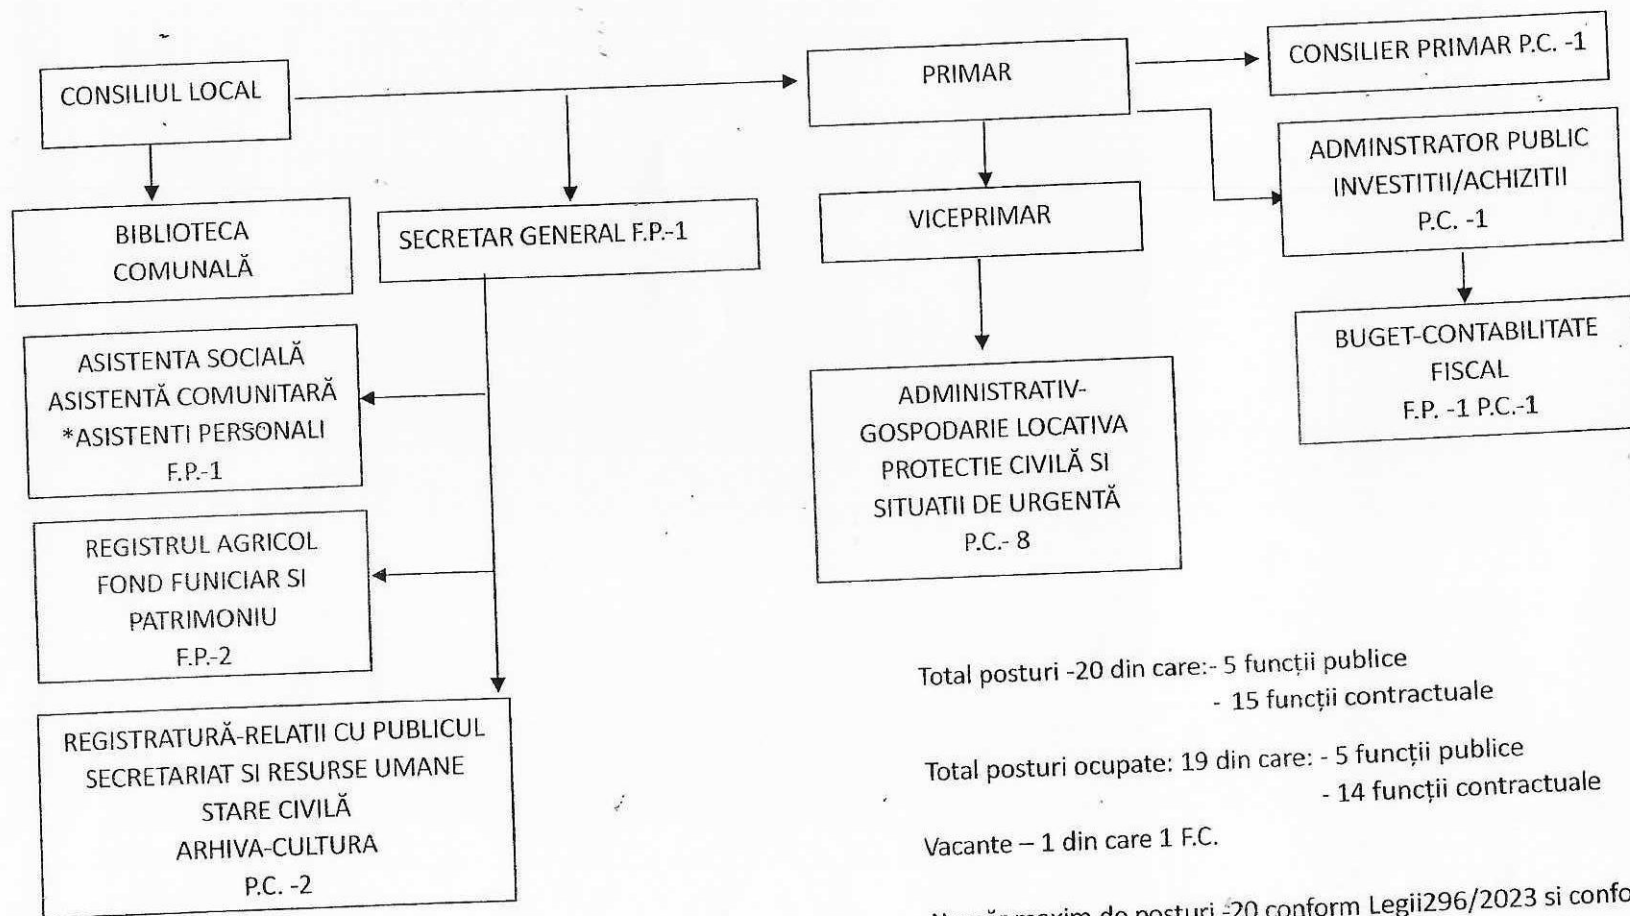 CONSILIUL LOCAL
PRIMAR
CONSILIER PRIMAR P.C. -1
ADMINSTRATOR PUBLIC
INVESTITII/ACHIZITII
P.C. -1
BIBLIOTECA
COMUNALĂ
SECRETAR GENERAL F.P.-1
VICEPRIMAR
BUGET-CONTABILITATE
FISCAL
F.P. -1 P.C.-1
ASISTENTA SOCIALĂ
ASISTENTĂ COMUNITARĂ
*ASISTENTI PERSONALI
F.P.-1
ADMINISTRATIV-
GOSPODARIE LOCATIVA
PROTECTIE CIVILĂ SI
SITUATII DE URGENTĂ
P.C.- 8
REGISTRUL AGRICOL
FOND FUNICIAR SI
PATRIMONIU
F.P.-2
REGISTRATURĂ-RELATII CU PUBLICUL
SECRETARIAT SI RESURSE UMANE
STARE CIVILĂ
ARHIVA-CULTURA
P.C. -2
Total posturi -20 din care:- 5 funcții publice
- 15 funcții contractuale
Total posturi ocupate: 19 din care: - 5 funcții publice
- 14 funcții contractuale
Vacante – 1 din care 1 F.C.
maxim de posturi -20 conform Legii296/2023 si